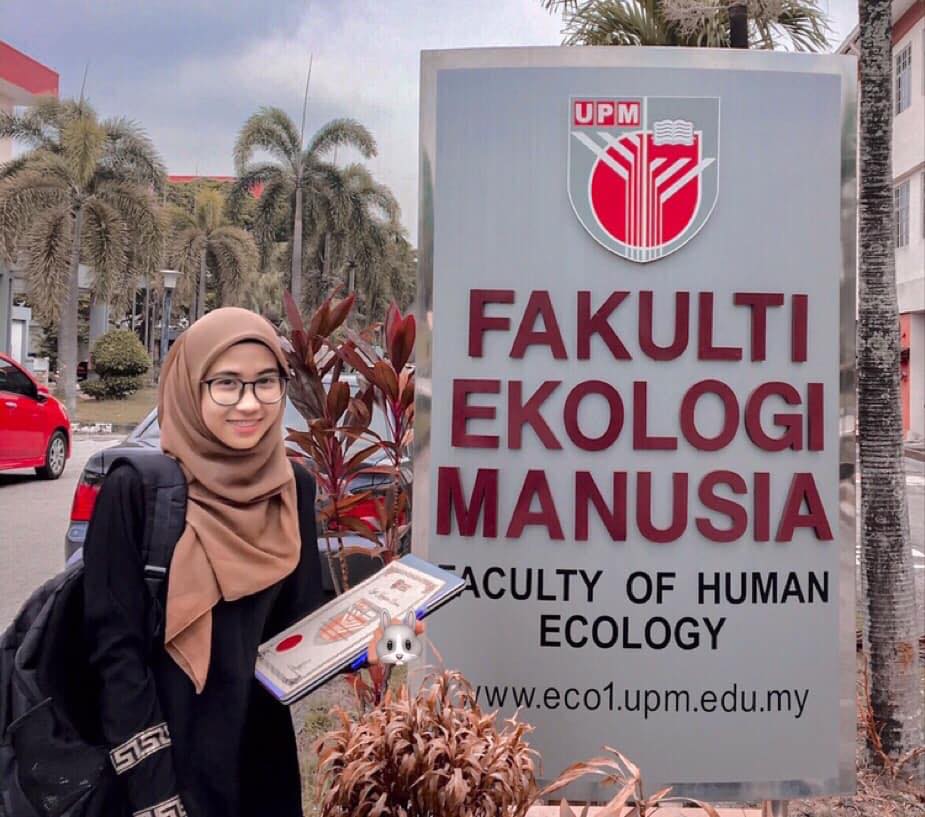 UPM
FAKULTI
EKOLOGI
MANUSIA
FACULTY OF HUMAN
ECOLOGY
www.eco1.upm.edu.my